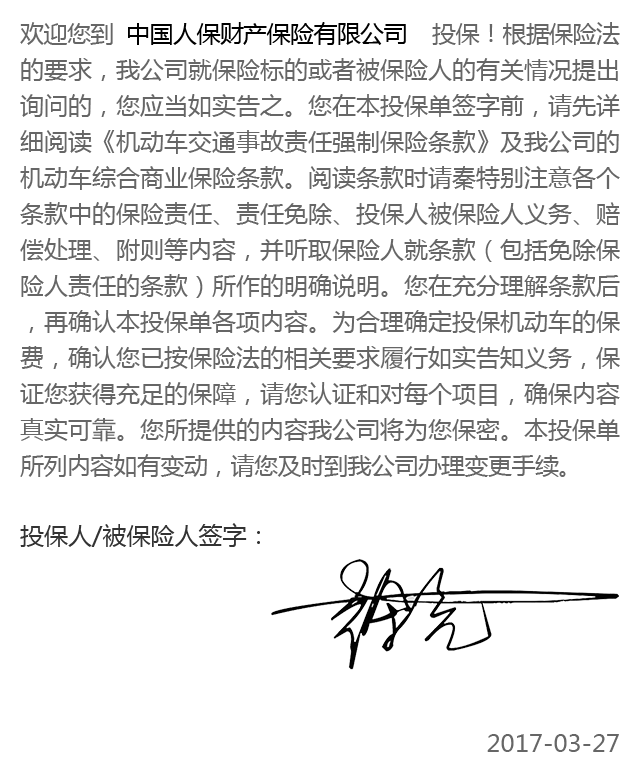 欢迎您到 中国人保财产保险有限公司 投保！根据保险法
的要求，我公司就保险标的或者被保险人的有关情况提出
询问的，您应当如实告之。您在本投保单签字前，请先详
细阅读《机动车交通事故责任强制保险条款》及我公司的
机动车综合商业保险条款。阅读条款时请秦特别注意各个
条款中的保险责任、责任免除、投保人被保险人义务、赔
偿处理、附则等内容，并听取保险人就条款（包括免除保
险人责任的条款）所作的明确说明。您在充分理解条款后
，再确认本投保单各项内容。为合理确定投保机动车的保
费，确认您已按保险法的相关要求履行如实告知义务，保
证您获得充足的保障，请您认证和对每个项目，确保内容
真实可靠。您所提供的内容我公司将为您保密。本投保单
所列内容如有变动，请您及时到我公司办理变更手续。
投保人/被保险人签字：
2017-03-27